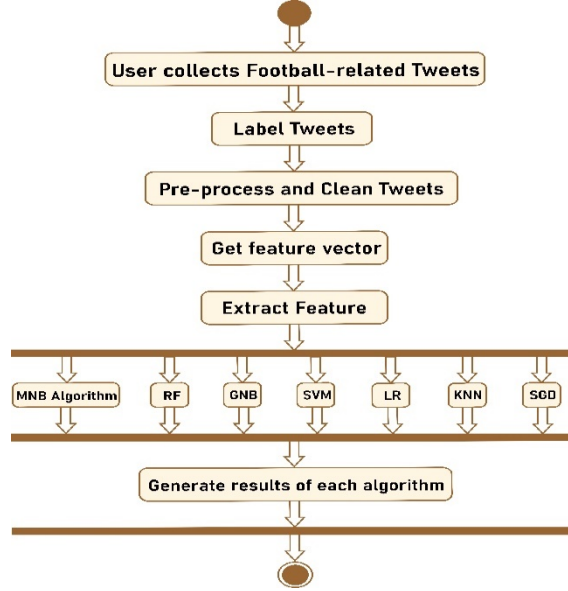 User collects Football-related Tweets
Label Tweets
Pre-process and Clean Tweets
Get feature vector
Extract Feature
MNB Algorithm
RF
GNB
SVM
LR
KNN
SGD
Generate results of each algorithm